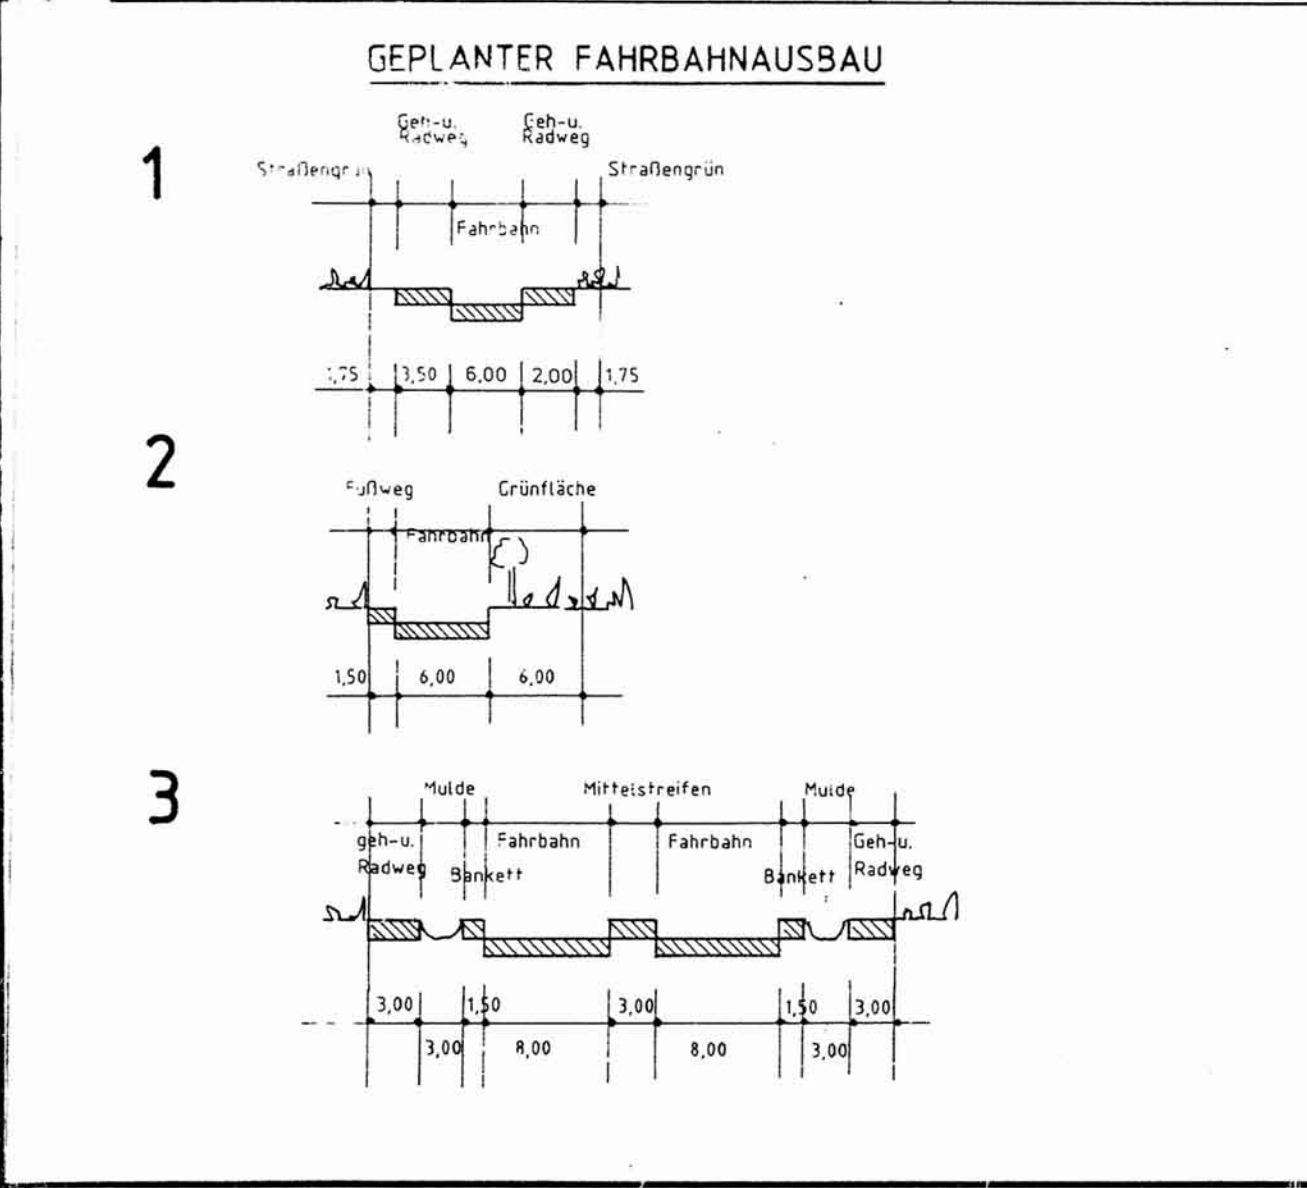 GEPLANTER FAHRBAHNAUSBAU
1
Geh-u.
Radweg
Geh-u.
Radweg
Straßengrün
Straßengrün
Fahrbahn
1,75 3,50 6,00 2,00 1,75
2
Fußweg Grünfläche
Fahrbahn
1,50 6,00 6,00
3
Mulde Mittelstreifen Mulde
geh-u. Fahrbahn Fahrbahn Geh-u.
Radweg Bankett Bankett Radweg
3,00 1,50 3,00 1,50 3,00
3,00 8,00 8,00 3,00